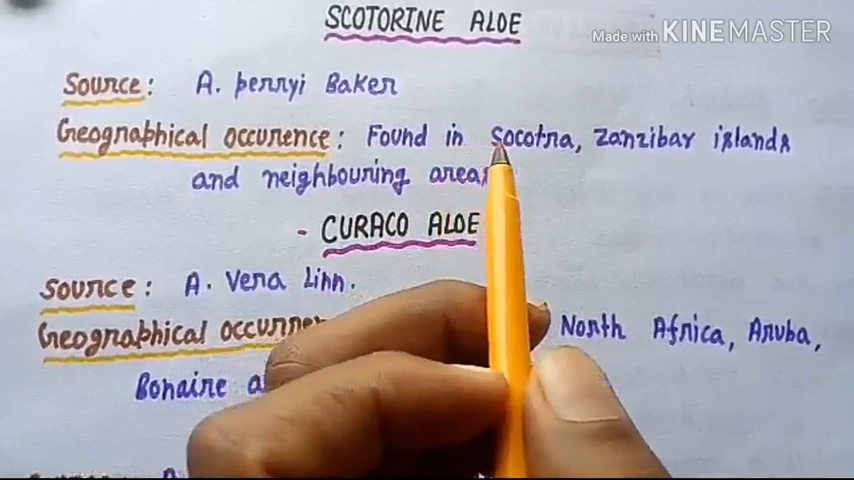 SCOTORINE ALOE
Made with KINEMASTER
Source: A. perryi Baker
Geographical occurence: Found in Socotra, Zanzibar islands
and neighbouring areas
- CURACO ALOE
Source: A. Vera Linn.
Geographical North Africa, Aruba,
Bonaire